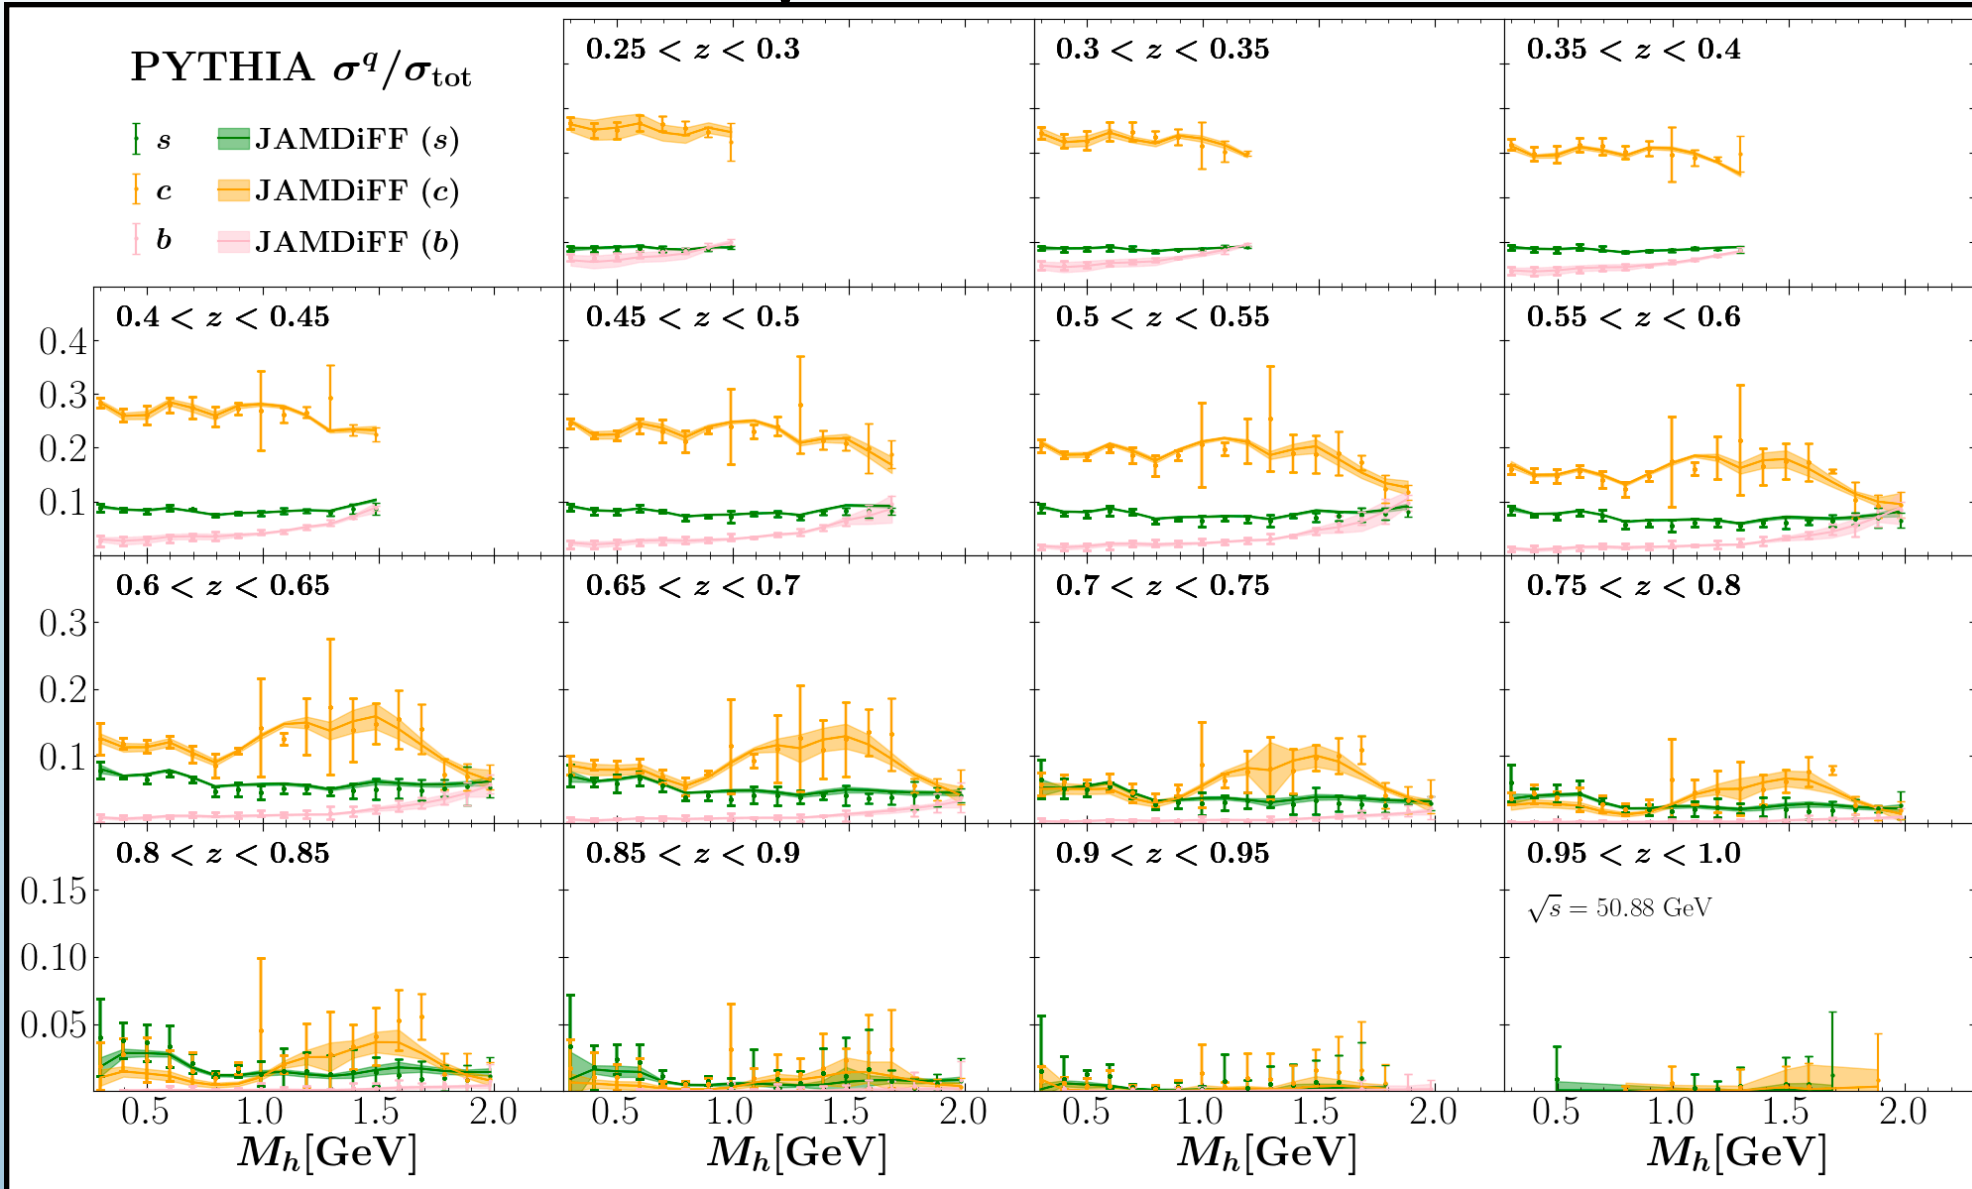 PYTHIA σ^q/σ_tot
s JAMDiFF (s)
c JAMDiFF (c)
b JAMDiFF (b)
0.25 < z < 0.3
0.3 < z < 0.35
0.35 < z < 0.4
0.4 < z < 0.45
0.45 < z < 0.5
0.5 < z < 0.55
0.55 < z < 0.6
0.4
0.3
0.2
0.1
0.6 < z < 0.65
0.65 < z < 0.7
0.7 < z < 0.75
0.75 < z < 0.8
0.3
0.2
0.1
0.8 < z < 0.85
0.85 < z < 0.9
0.9 < z < 0.95
0.95 < z < 1.0
√s = 50.88 GeV
0.15
0.10
0.05
0.5 1.0 1.5 2.0
0.5 1.0 1.5 2.0
0.5 1.0 1.5 2.0
0.5 1.0 1.5 2.0
M_h[GeV]
M_h[GeV]
M_h[GeV]
M_h[GeV]